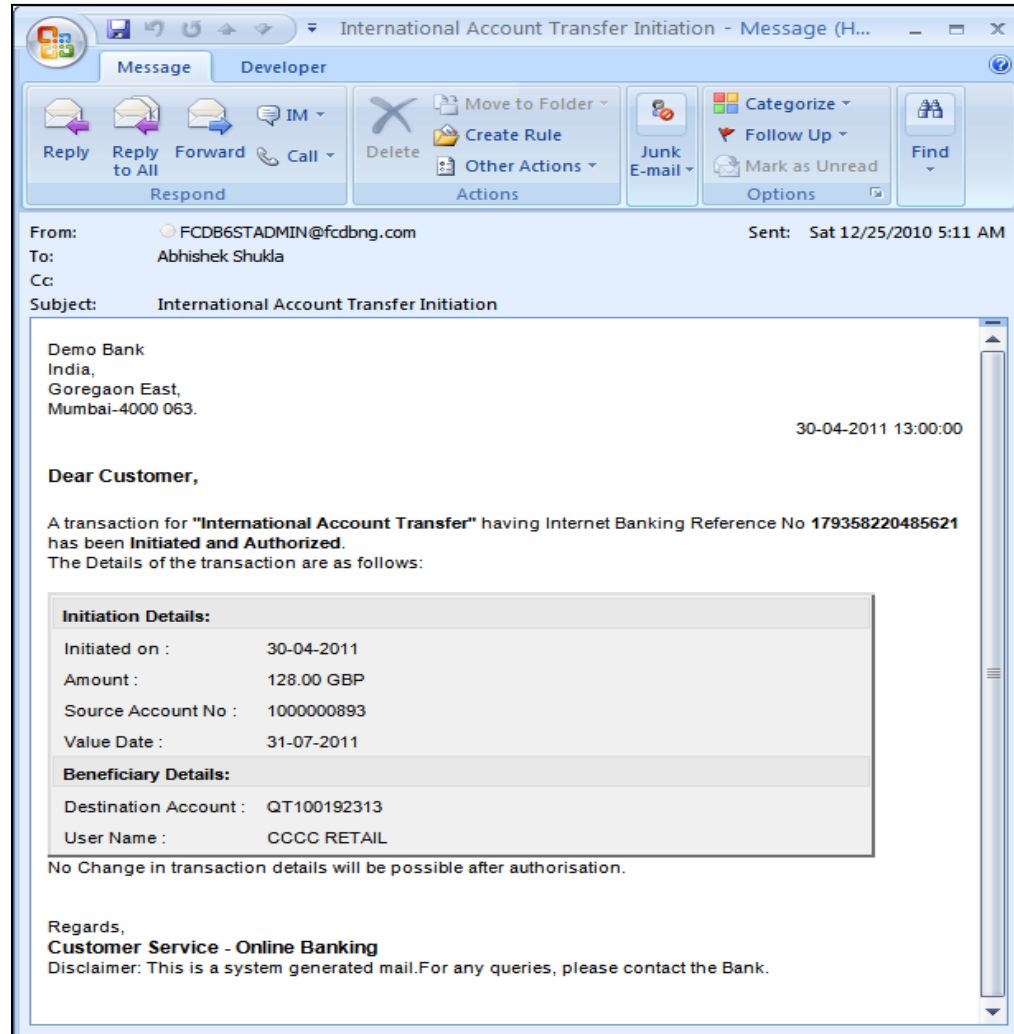 International Account Transfer Initiation - Message (H...
Message Developer
Reply
Reply to All
Forward
IM
Call
Respond
Delete
Move to Folder
Create Rule
Other Actions
Actions
Junk E-mail
Categorize
Follow Up
Mark as Unread
Options
Find
From: FCDB6STADMIN@fcdbng.com Sent: Sat 12/25/2010 5:11 AM
To: Abhishek Shukla
Cc:
Subject: International Account Transfer Initiation
Demo Bank
India,
Goregaon East,
Mumbai-4000 063.
30-04-2011 13:00:00
Dear Customer,
A transaction for "International Account Transfer" having Internet Banking Reference No 179358220485621
has been Initiated and Authorized.
The Details of the transaction are as follows:
Initiation Details:
Initiated on : 30-04-2011
Amount : 128.00 GBP
Source Account No : 1000000893
Value Date : 31-07-2011
Beneficiary Details:
Destination Account : QT100192313
User Name : CCCC RETAIL
No Change in transaction details will be possible after authorisation.
Regards,
Customer Service - Online Banking
Disclaimer: This is a system generated mail.For any queries, please contact the Bank.